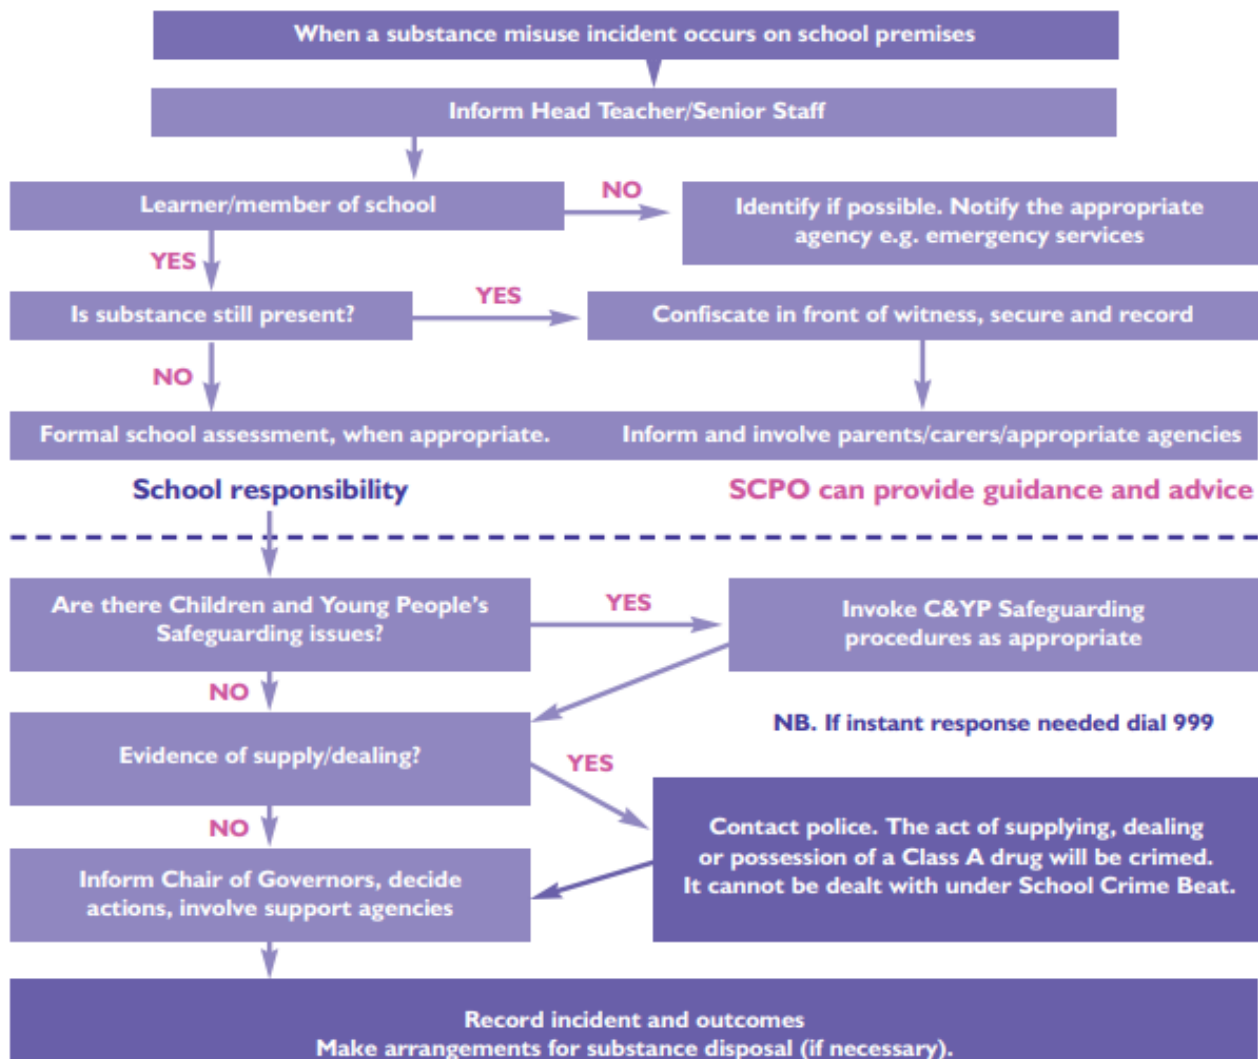 When a substance misuse incident occurs on school premises
Inform Head Teacher/Senior Staff
Learner/member of school
NO
Identify if possible. Notify the appropriate
agency e.g. emergency services
YES
Is substance still present?
YES
Confiscate in front of witness, secure and record
NO
Formal school assessment, when appropriate.
Inform and involve parents/carers/appropriate agencies
School responsibility
SCPO can provide guidance and advice
Are there Children and Young People's
Safeguarding issues?
YES
Invoke C&YP Safeguarding
procedures as appropriate
NO
NB. If instant response needed dial 999
Evidence of supply/dealing?
YES
Contact police. The act of supplying, dealing
or possession of a Class A drug will be crimed.
It cannot be dealt with under School Crime Beat.
NO
Inform Chair of Governors, decide
actions, involve support agencies
Record incident and outcomes
Make arrangements for substance disposal (if necessary).